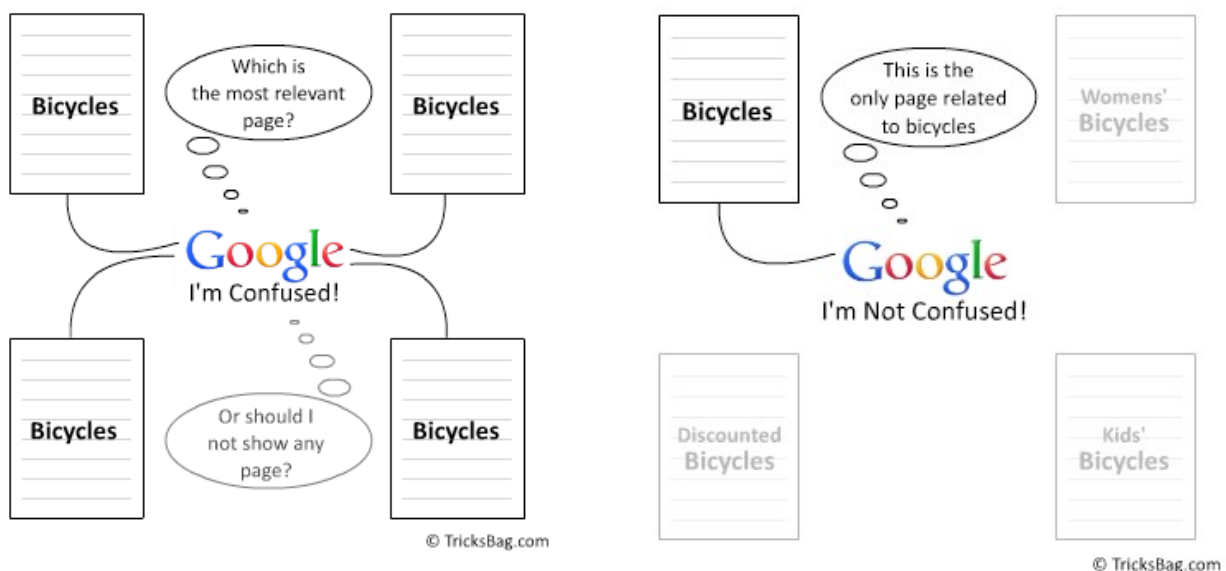 Bicycles
Which is
the most relevant
page?
Bicycles
Google
I'm Confused!
Bicycles
Or should I
not show any
page?
Bicycles
© TricksBag.com
Bicycles
This is the
only page related
to bicycles
Womens'
Bicycles
Google
I'm Not Confused!
Discounted
Bicycles
Kids'
Bicycles
© TricksBag.com